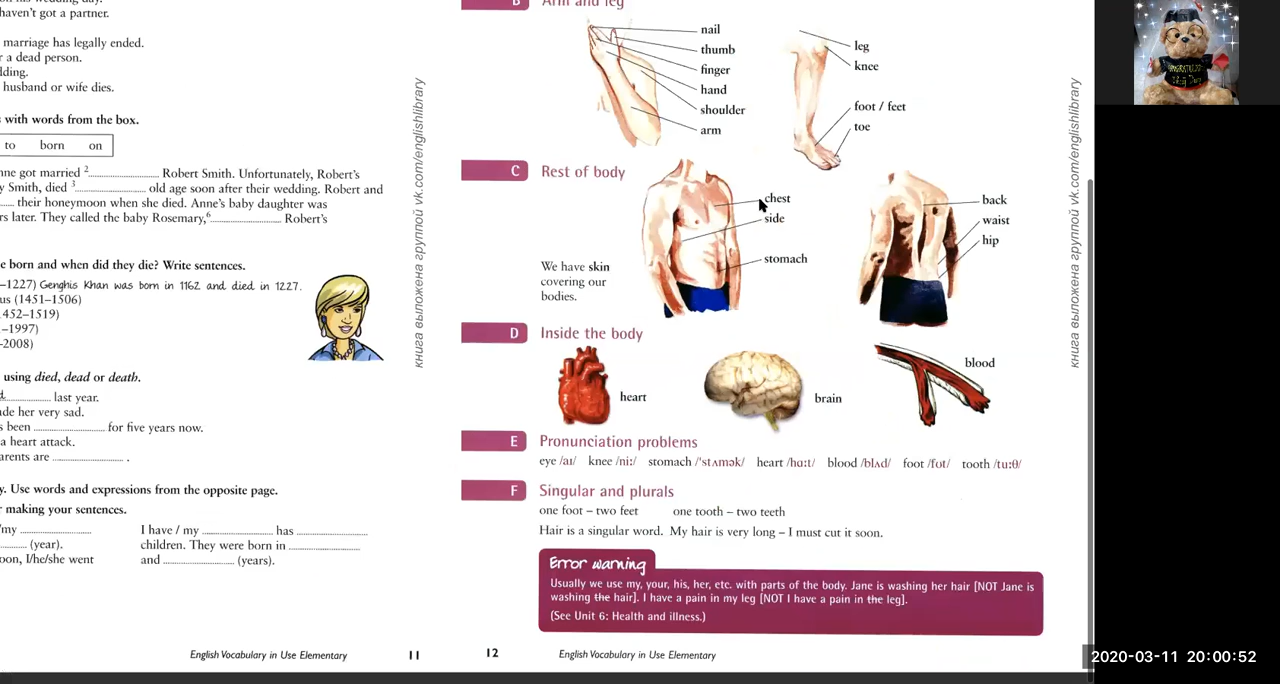 haven't got a partner.
marriage has legally ended.
r a dead person.
dding.
husband or wife dies.
with words from the box.
to born on
nne got married 2 Robert Smith. Unfortunately, Robert's
y Smith, died 3 old age soon after their wedding. Robert and
their honeymoon when she died. Anne's baby daughter was
rs later. They called the baby Rosemary, 6 Robert's
e born and when did they die? Write sentences.
–1227) Genghis Khan was born in 1162 and died in 1227.
us (1451–1506)
1452–1519)
–1997)
–2008)
using died, dead or death.
last year.
ade her very sad.
s been for five years now.
a heart attack.
arents are .
y. Use words and expressions from the opposite page.
r making your sentences.
/my
(year).
oon, I/he/she went
I have / my has
children. They were born in
and (years).
English Vocabulary in Use Elementary 11
книга выложена группой vk.com/englishlibrary
B Arm and leg
nail
thumb
finger
hand
shoulder
arm
leg
knee
foot / feet
toe
C Rest of body
chest
side
stomach
We have skin
covering our
bodies.
back
waist
hip
D Inside the body
heart
brain
blood
E Pronunciation problems
eye /aɪ/ knee /niː/ stomach /'stʌmək/ heart /hɑːt/ blood /blʌd/ foot /fʊt/ tooth /tuːθ/
F Singular and plurals
one foot – two feet one tooth – two teeth
Hair is a singular word. My hair is very long – I must cut it soon.
Error warning
Usually we use my, your, his, her, etc. with parts of the body. Jane is washing her hair [NOT Jane is
washing the hair]. I have a pain in my leg [NOT I have a pain in the leg].
(See Unit 6: Health and illness.)
12 English Vocabulary in Use Elementary
книга выложена группой vk.com/englishlibrary
2020-03-11 20:00:52